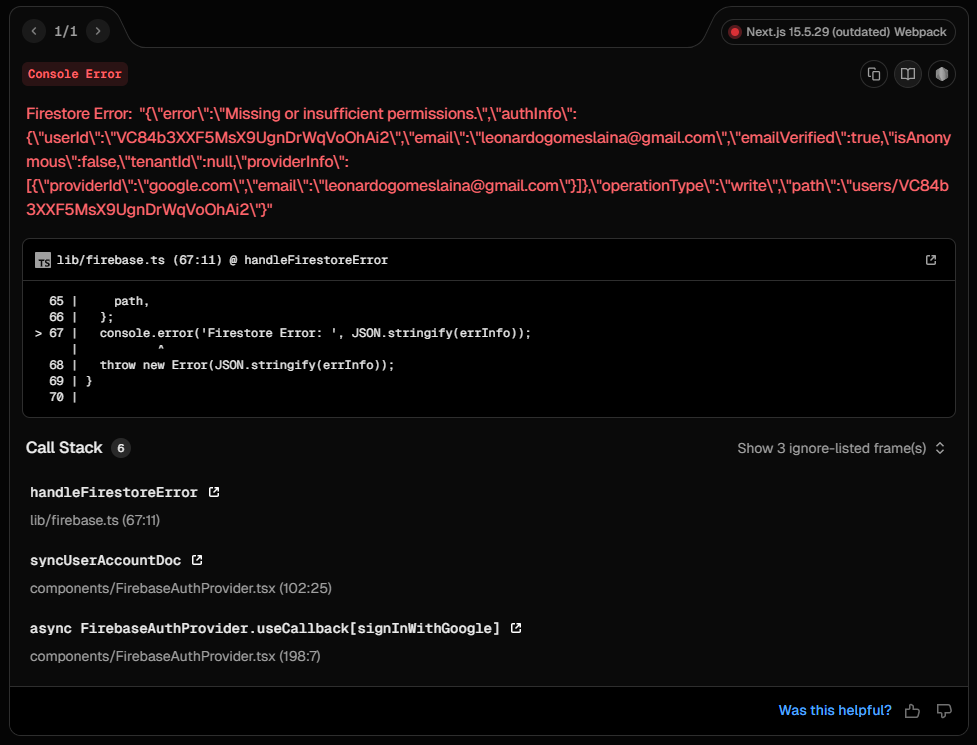 1/1
Next.js 15.5.29 (outdated) Webpack
Console Error
Firestore Error:  "{\"error\":\"Missing or insufficient permissions.\",\"authInfo\":
{\"userId\":\"VC84b3XXF5MsX9UgnDrWqVoOhAi2\",\"email\":\"leonardogomeslaina@gmail.com\",\"emailVerified\":true,\"isAnony
mous\":false,\"tenantId\":null,\"providerInfo\":
[{\"providerId\":\"google.com\",\"email\":\"leonardogomeslaina@gmail.com\"}]},\"operationType\":\"write\",\"path\":\"users/VC84b
3XXF5MsX9UgnDrWqVoOhAi2\"}"
TS lib/firebase.ts (67:11) @ handleFirestoreError
65 |     path,
66 |   };
> 67 |   console.error('Firestore Error: ', JSON.stringify(errInfo));
|           ^
68 |   throw new Error(JSON.stringify(errInfo));
69 | }
70 |
Call Stack 6
Show 3 ignore-listed frame(s)
handleFirestoreError
lib/firebase.ts (67:11)
syncUserAccountDoc
components/FirebaseAuthProvider.tsx (102:25)
async FirebaseAuthProvider.useCallback[signInWithGoogle]
components/FirebaseAuthProvider.tsx (198:7)
Was this helpful?